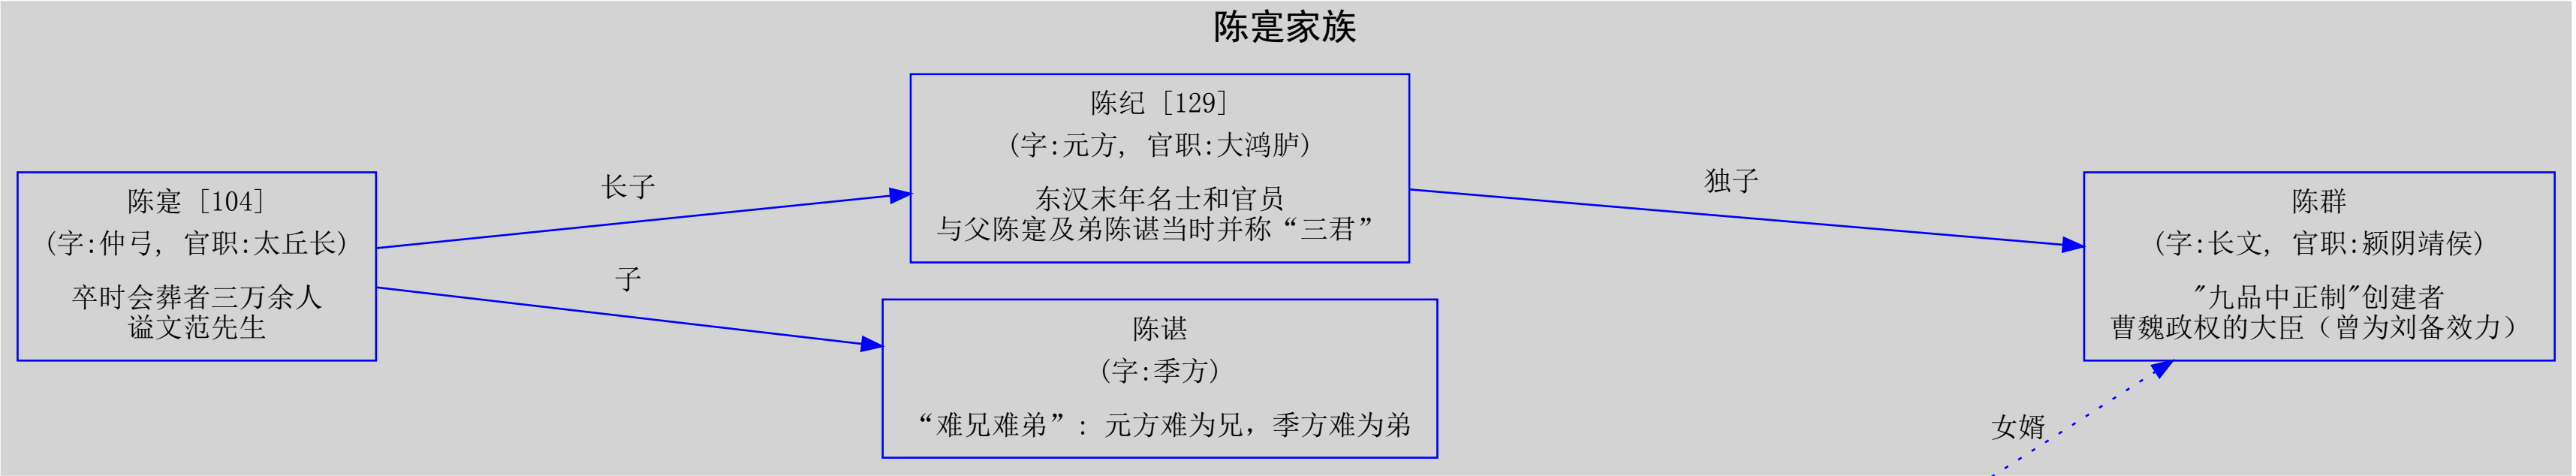 陈寔家族
陈寔 [104]
(字:仲弓, 官职:太丘长)
卒时会葬者三万余人
谥文范先生
长子
子
陈纪 [129]
(字:元方, 官职:大鸿胪)
东汉末年名士和官员
与父陈寔及弟陈谌当时并称“三君”
陈谌
(字:季方)
“难兄难弟”: 元方难为兄，季方难为弟
独子
陈群
(字:长文, 官职:颍阴靖侯)
"九品中正制"创建者
曹魏政权的大臣（曾为刘备效力）
女婿